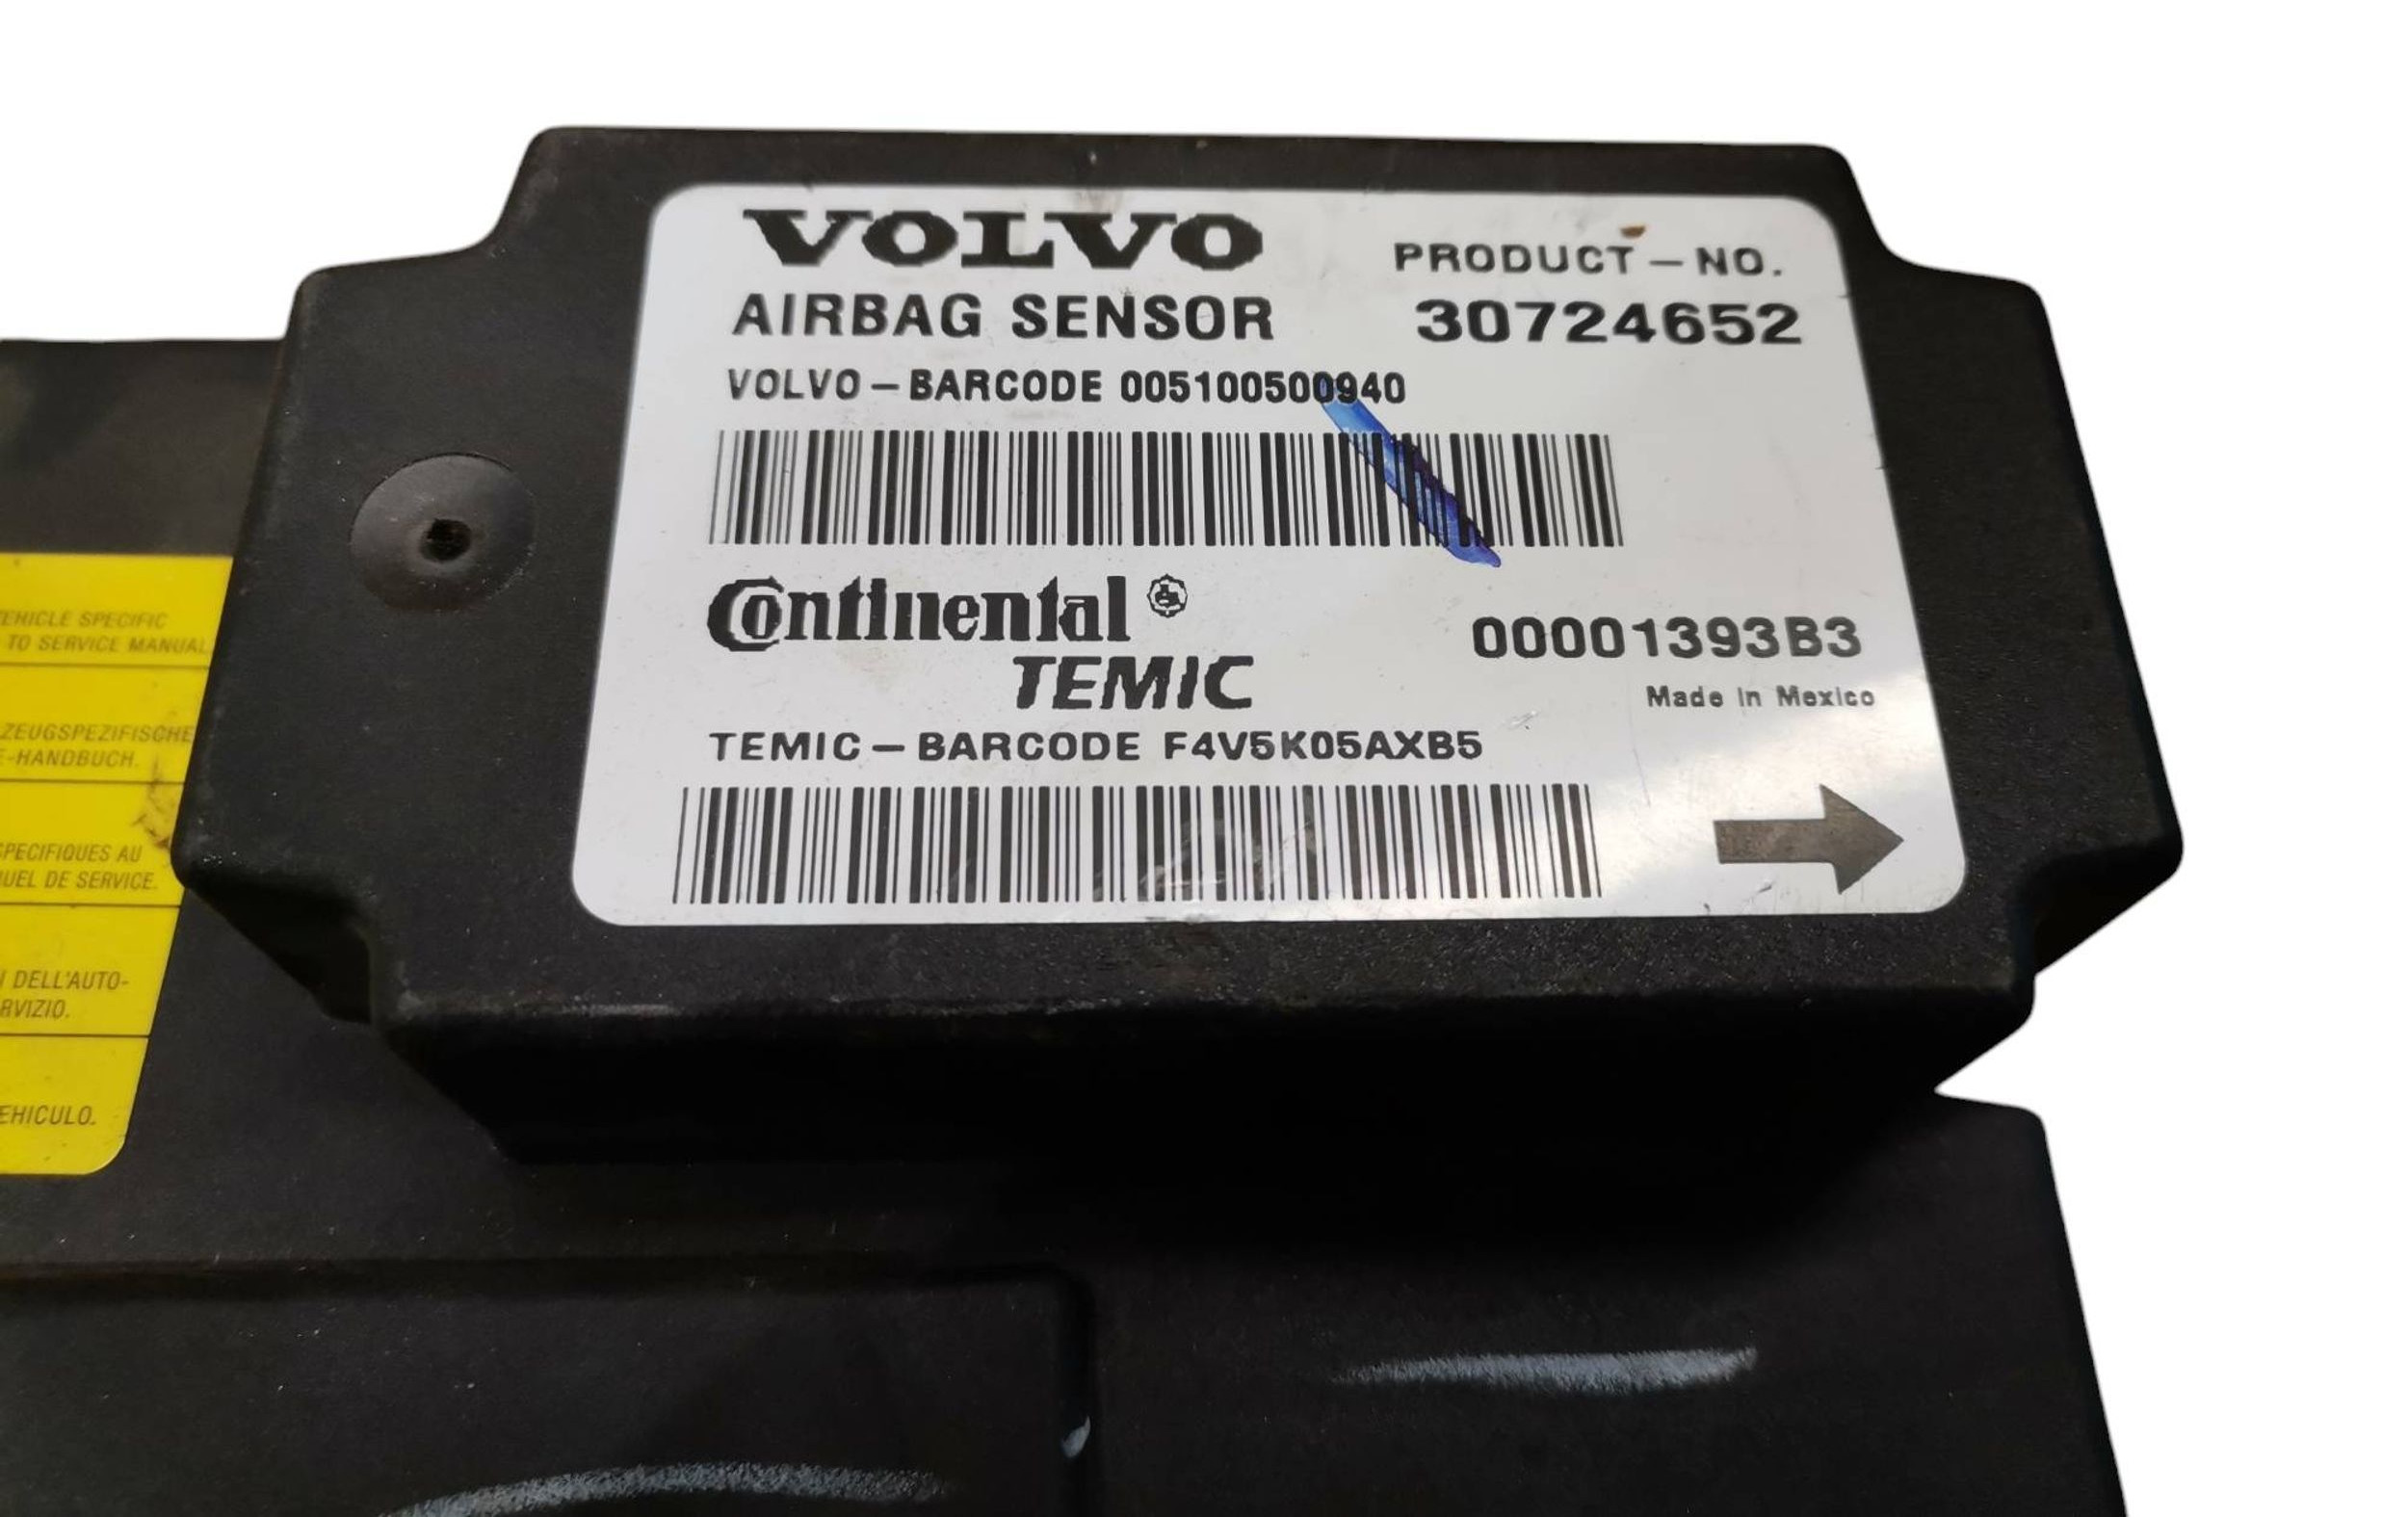 VOLVO
PRODUCT – NO.
AIRBAG SENSOR
30724652
VOLVO – BARCODE 005100500940
Continental ®
TEMIC
00001393B3
Made in Mexico
TEMIC – BARCODE F4V5K05AXB5
EHICLE SPECIFIC
TO SERVICE MANUAL
ZEUGSPEZIFISCHE
E-HANDBUCH.
PECIFIQUES AU
UEL DE SERVICE.
I DELL'AUTO-
RVIZIO.
EHICULO.